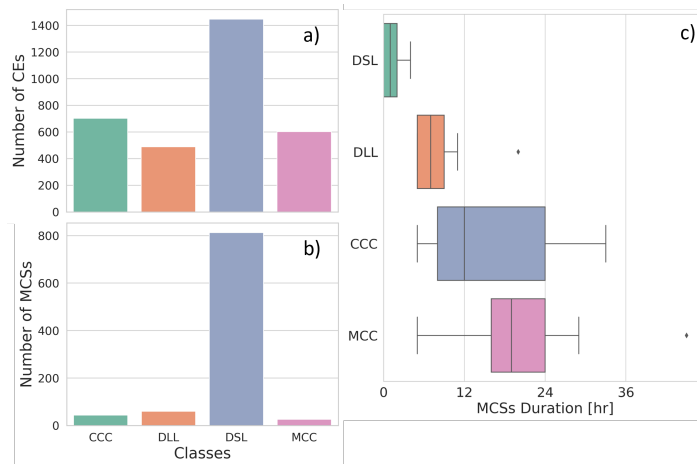 a)
Number of CEs
1400
1200
1000
800
600
400
200
0
b)
Number of MCSs
800
600
400
200
0
CCC DLL DSL MCC
Classes
c)
DSL
DLL
CCC
MCC
0 12 24 36
MCSs Duration [hr]